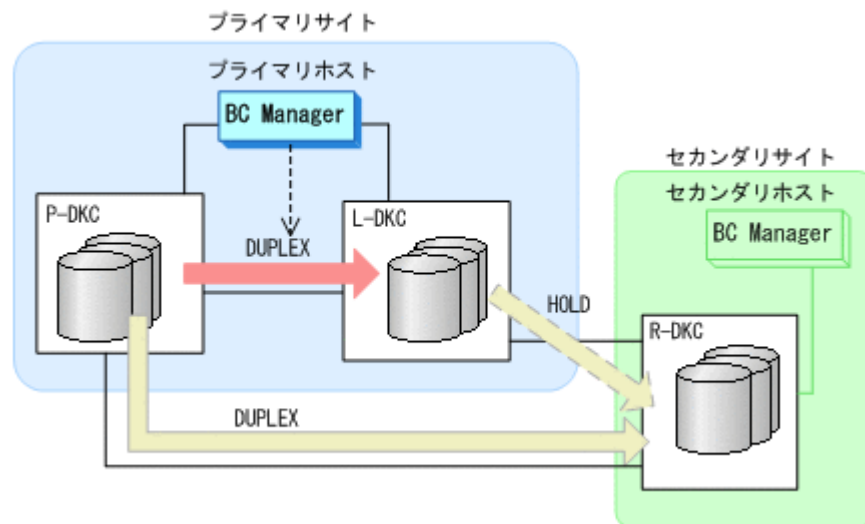 プライマリサイト
プライマリホスト
BC Manager
セカンダリサイト
セカンダリホスト
BC Manager
P-DKC
L-DKC
DUPLEX
HOLD
R-DKC
DUPLEX